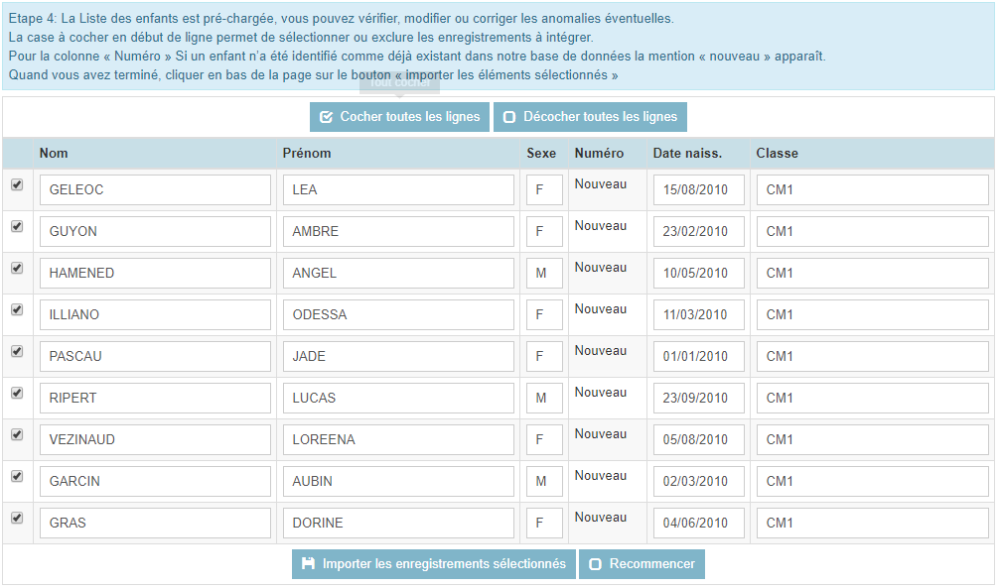 Etape 4: La Liste des enfants est pré-chargée, vous pouvez vérifier, modifier ou corriger les anomalies éventuelles.
La case à cocher en début de ligne permet de sélectionner ou exclure les enregistrements à intégrer.
Pour la colonne « Numéro » Si un enfant n'a été identifié comme déjà existant dans notre base de données la mention « nouveau » apparaît.
Quand vous avez terminé, cliquer en bas de la page sur le bouton « importer les éléments sélectionnés »
Tout cocher
Cocher toutes les lignes Décocher toutes les lignes
Nom Prénom Sexe Numéro Date naiss. Classe
GELEOC LEA F Nouveau 15/08/2010 CM1
GUYON AMBRE F Nouveau 23/02/2010 CM1
HAMENED ANGEL M Nouveau 10/05/2010 CM1
ILLIANO ODESSA F Nouveau 11/03/2010 CM1
PASCAU JADE F Nouveau 01/01/2010 CM1
RIPERT LUCAS M Nouveau 23/09/2010 CM1
VEZINAUD LOREENA F Nouveau 05/08/2010 CM1
GARCIN AUBIN M Nouveau 02/03/2010 CM1
GRAS DORINE F Nouveau 04/06/2010 CM1
Importer les enregistrements sélectionnés Recommencer